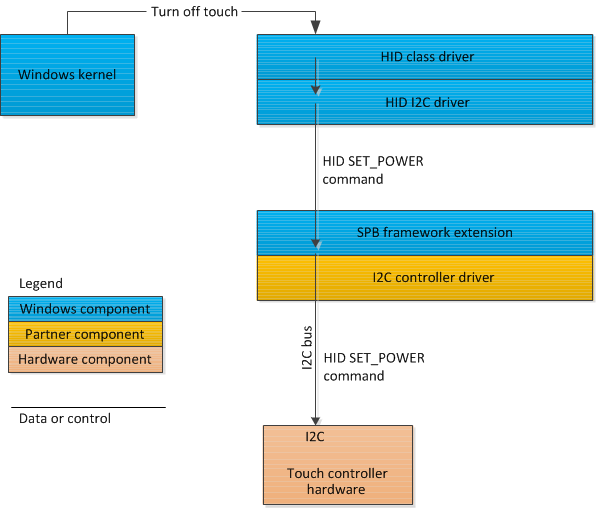 Turn off touch
Windows kernel
HID class driver
HID I2C driver
HID SET_POWER
command
SPB framework extension
I2C controller driver
Legend
Windows component
Partner component
Hardware component
Data or control
I2C bus
HID SET_POWER
command
I2C
Touch controller
hardware